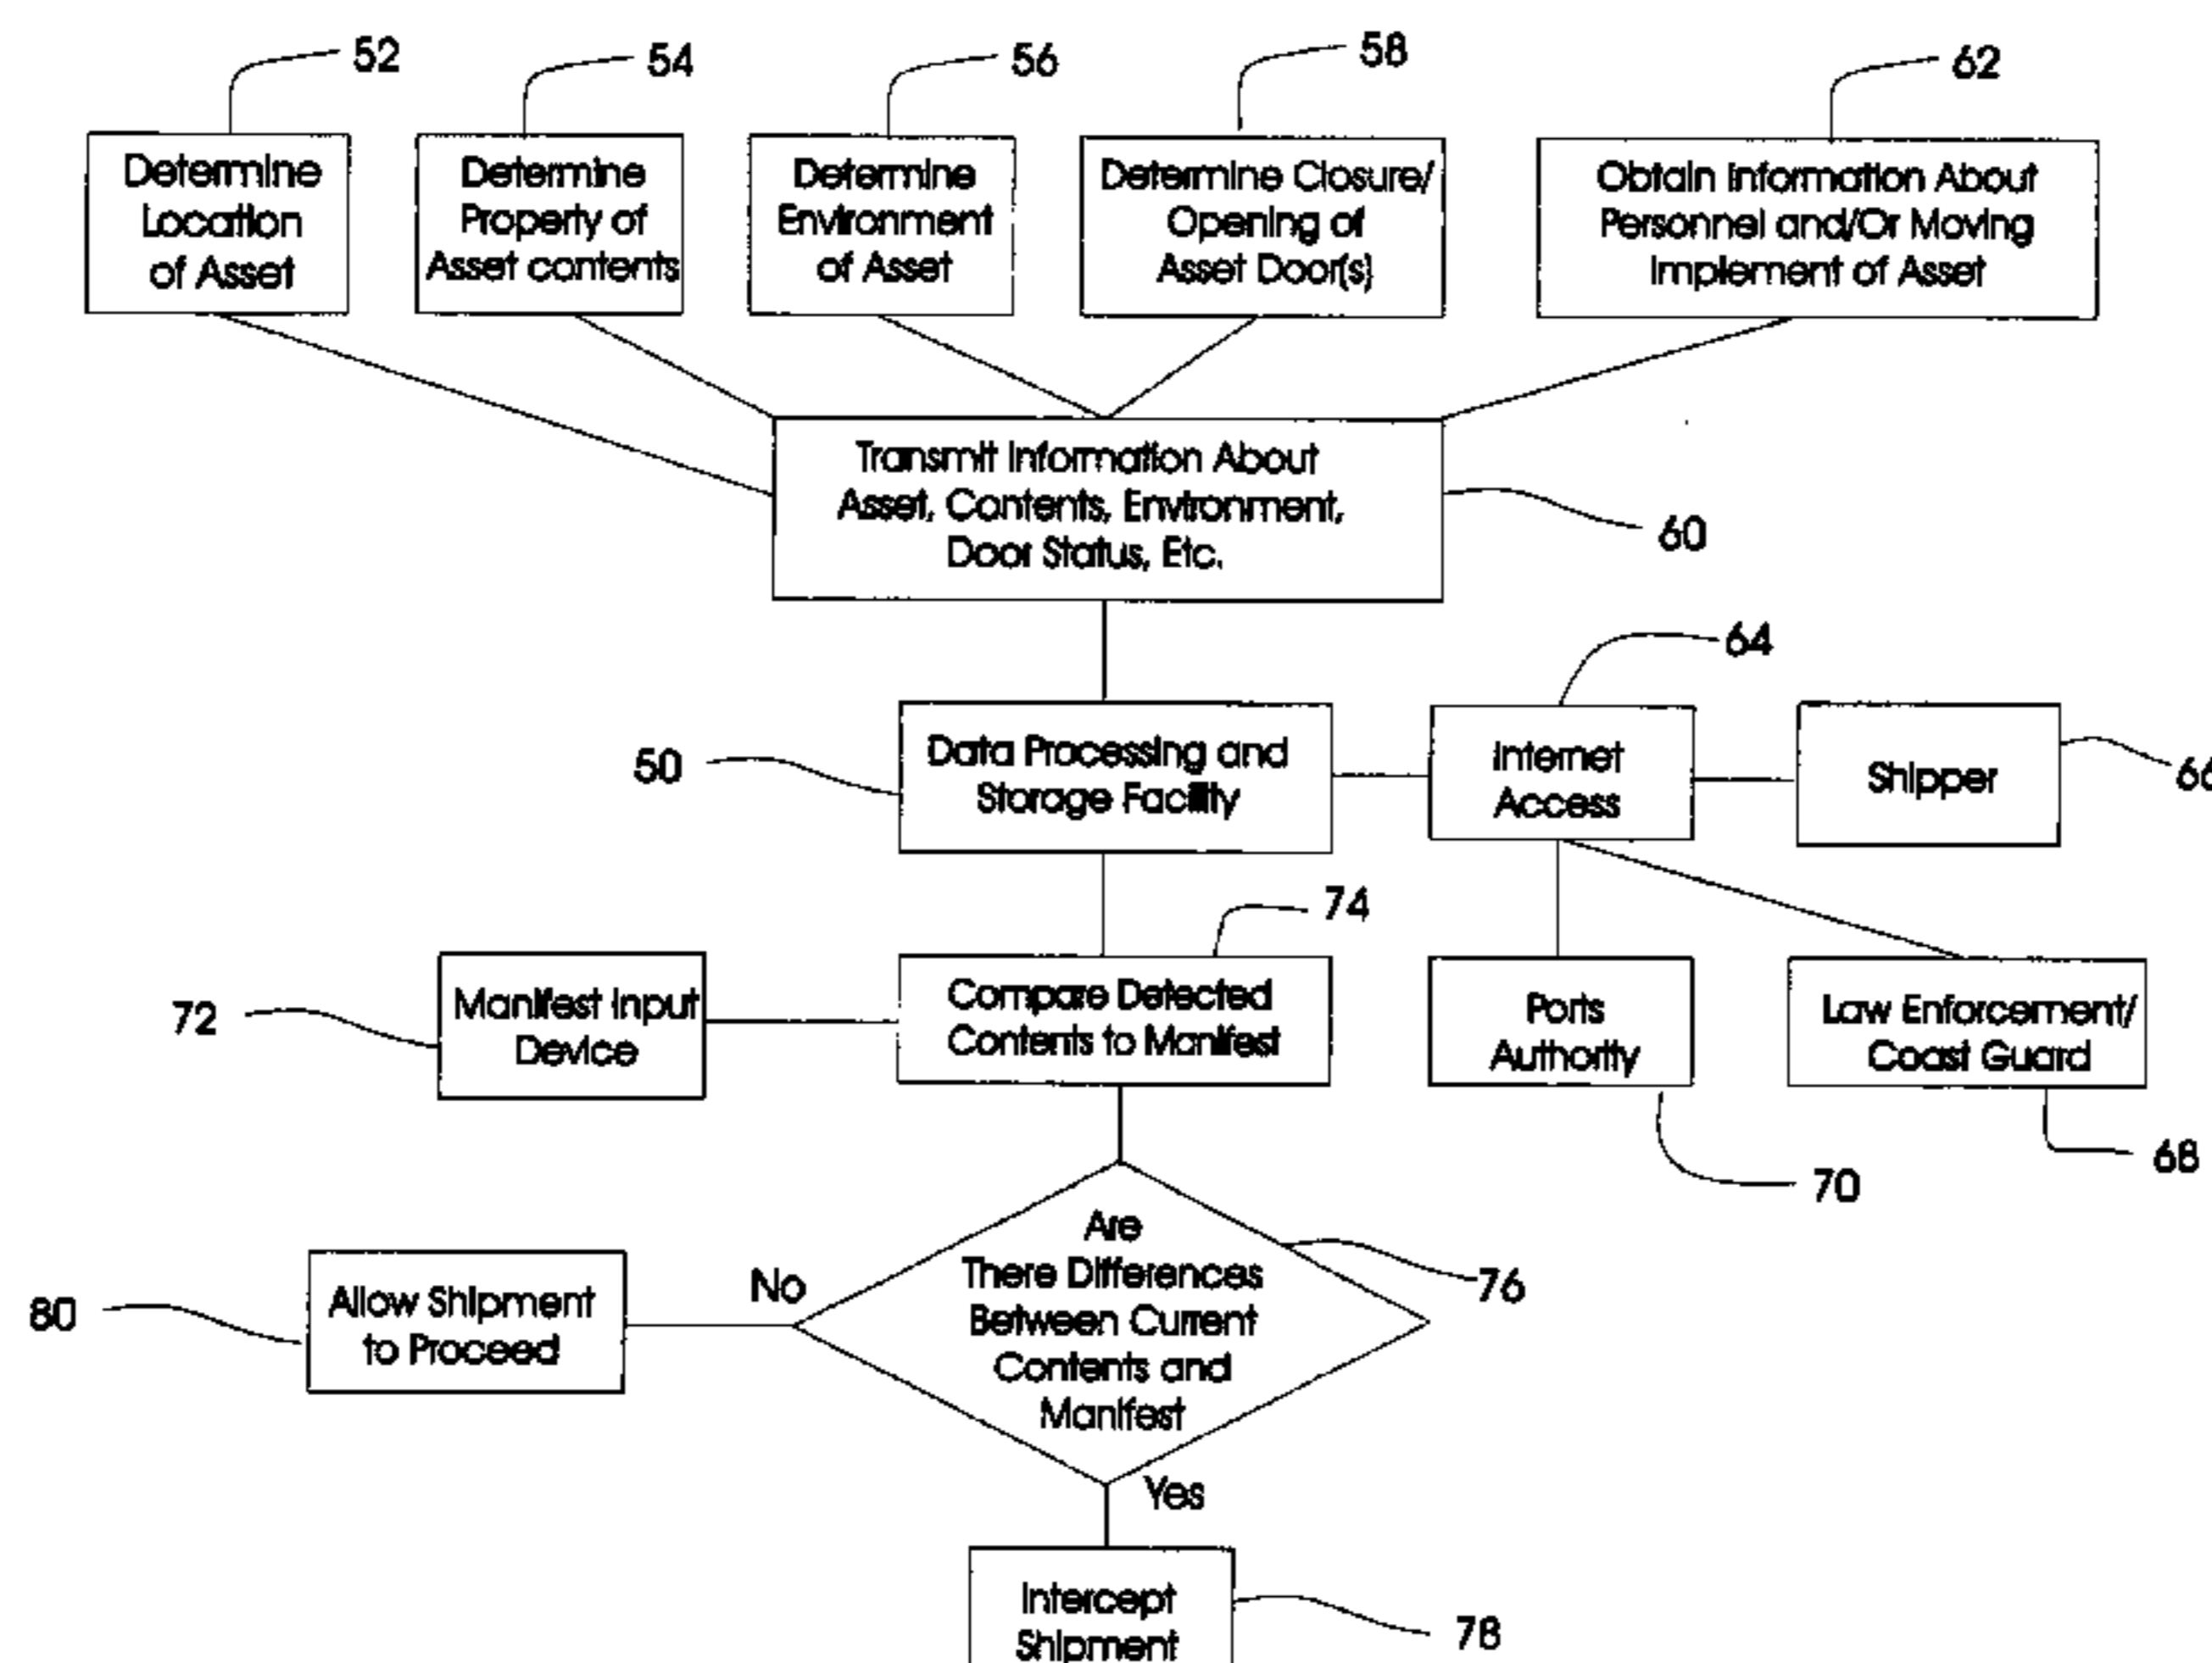 52
54
56
58
62
Determine
Location
of Asset
Determine
Property of
Asset contents
Determine
Environment
of Asset
Determine Closure/
Opening of
Asset Door(s)
Obtain Information About
Personnel and/Or Moving
Implement of Asset
Transmit Information About
Asset, Contents, Environment,
Door Status, Etc.
60
64
50
Data Processing and
Storage Facility
Internet
Access
Shipper
66
74
72
Manifest Input
Device
Compare Detected
Contents to Manifest
Ports
Authority
Law Enforcement/
Coast Guard
70
68
80
Allow Shipment
to Proceed
No
Are
There Differences
Between Current
Contents and
Manifest
76
Yes
Intercept
Shipment
78